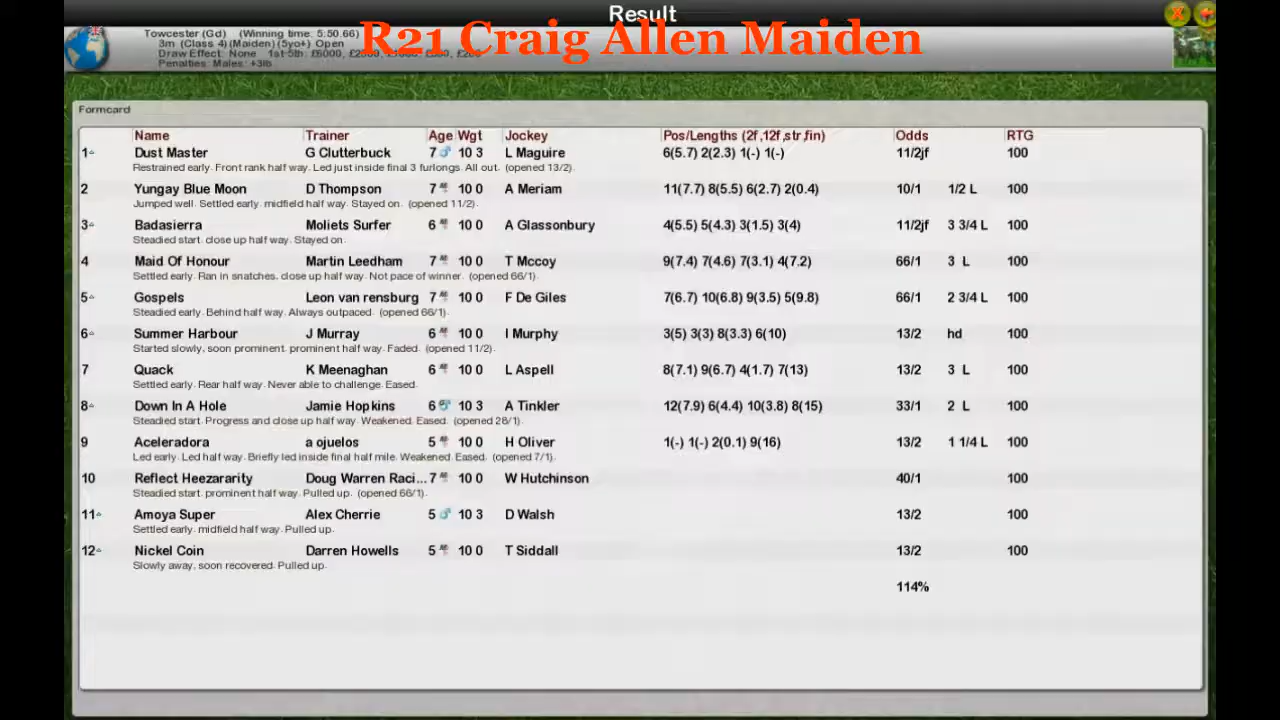 Result
R21 Craig Allen Maiden
Towcester (Gd) (Winning time: 5:50.66)
3m (Class 4)(Maiden)(5yo+) Open
Draw Effect: None 1st-5th: £6000,
Penalties: Males: +3lb
Formcard
Name Trainer Age Wgt Jockey Pos/Lengths (2f,12f,str,fin) Odds RTG
1 Dust Master G Clutterbuck 7 10 3 L Maguire 6(5.7) 2(2.3) 1(-) 1(-) 11/2jf 100
Restrained early. Front rank half way. Led just inside final 3 furlongs. All out. (opened 13/2).
2 Yungay Blue Moon D Thompson 7 10 0 A Meriam 11(7.7) 8(5.5) 6(2.7) 2(0.4) 10/1 1/2 L 100
Jumped well. Settled early. midfield half way. Stayed on. (opened 11/2).
3 Badasierra Moliets Surfer 6 10 0 A Glassonbury 4(5.5) 5(4.3) 3(1.5) 3(4) 11/2jf 3 3/4 L 100
Steadied start. close up half way. Stayed on.
4 Maid Of Honour Martin Leedham 7 10 0 T Mccoy 9(7.4) 7(4.6) 7(3.1) 4(7.2) 66/1 3 L 100
Settled early. Ran in snatches. close up half way. Not pace of winner. (opened 66/1).
5 Gospels Leon van rensburg 7 10 0 F De Giles 7(6.7) 10(6.8) 9(3.5) 5(9.8) 66/1 2 3/4 L 100
Steadied early. Behind half way. Always outpaced. (opened 66/1).
6 Summer Harbour J Murray 6 10 0 I Murphy 3(5) 3(3) 8(3.3) 6(10) 13/2 hd 100
Started slowly, soon prominent. prominent half way. Faded. (opened 11/2).
7 Quack K Meenaghan 6 10 0 L Aspell 8(7.1) 9(6.7) 4(1.7) 7(13) 13/2 3 L 100
Settled early. Rear half way. Never able to challenge. Eased.
8 Down In A Hole Jamie Hopkins 6 10 3 A Tinkler 12(7.9) 6(4.4) 10(3.8) 8(15) 33/1 2 L 100
Steadied start. Progress and close up half way. Weakened. Eased. (opened 28/1).
9 Aceleradora a ojuelos 5 10 0 H Oliver 1(-) 1(-) 2(0.1) 9(16) 13/2 1 1/4 L 100
Led early. Led half way. Briefly led inside final half mile. Weakened. Eased. (opened 7/1).
10 Reflect Heezararity Doug Warren Raci... 7 10 0 W Hutchinson 40/1 100
Steadied start. prominent half way. Pulled up. (opened 66/1).
11 Amoya Super Alex Cherrie 5 10 3 D Walsh 13/2 100
Settled early. midfield half way. Pulled up.
12 Nickel Coin Darren Howells 5 10 0 T Siddall 13/2 100
Slowly away, soon recovered. Pulled up.
114%